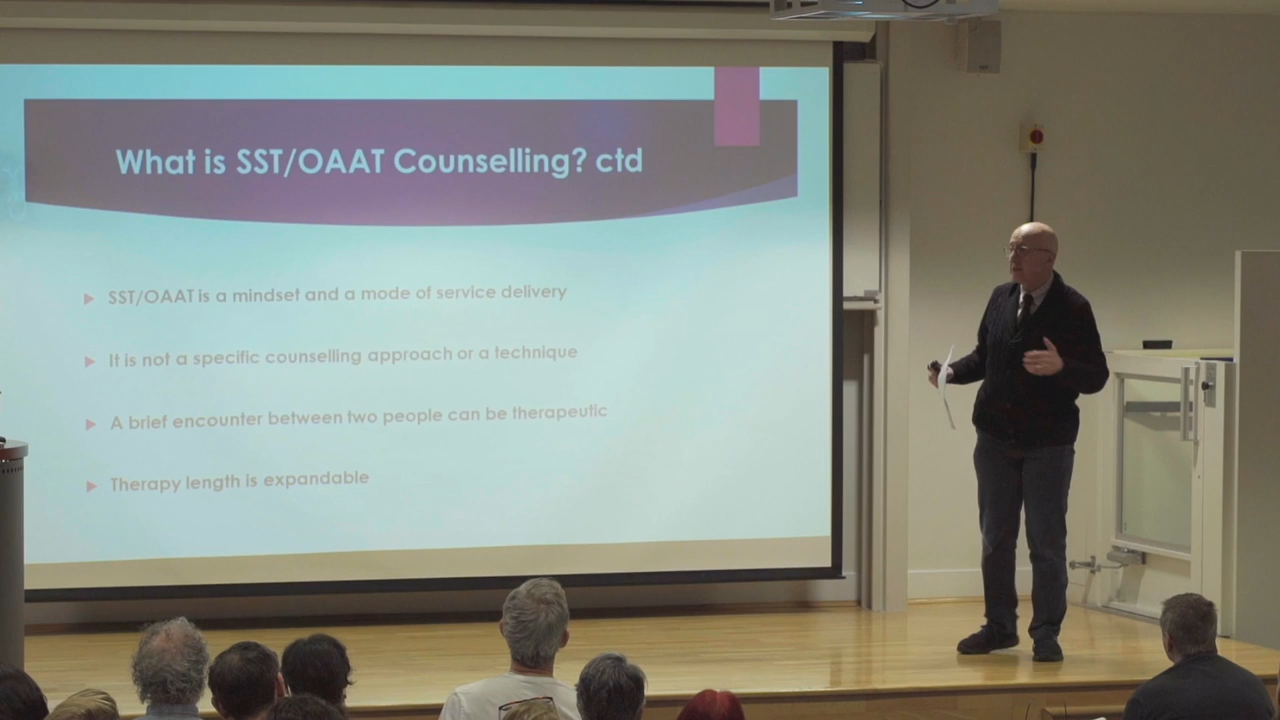 What is SST/OAAT Counselling? ctd
SST/OAAT is a mindset and a mode of service delivery
It is not a specific counselling approach or a technique
A brief encounter between two people can be therapeutic
Therapy length is expandable